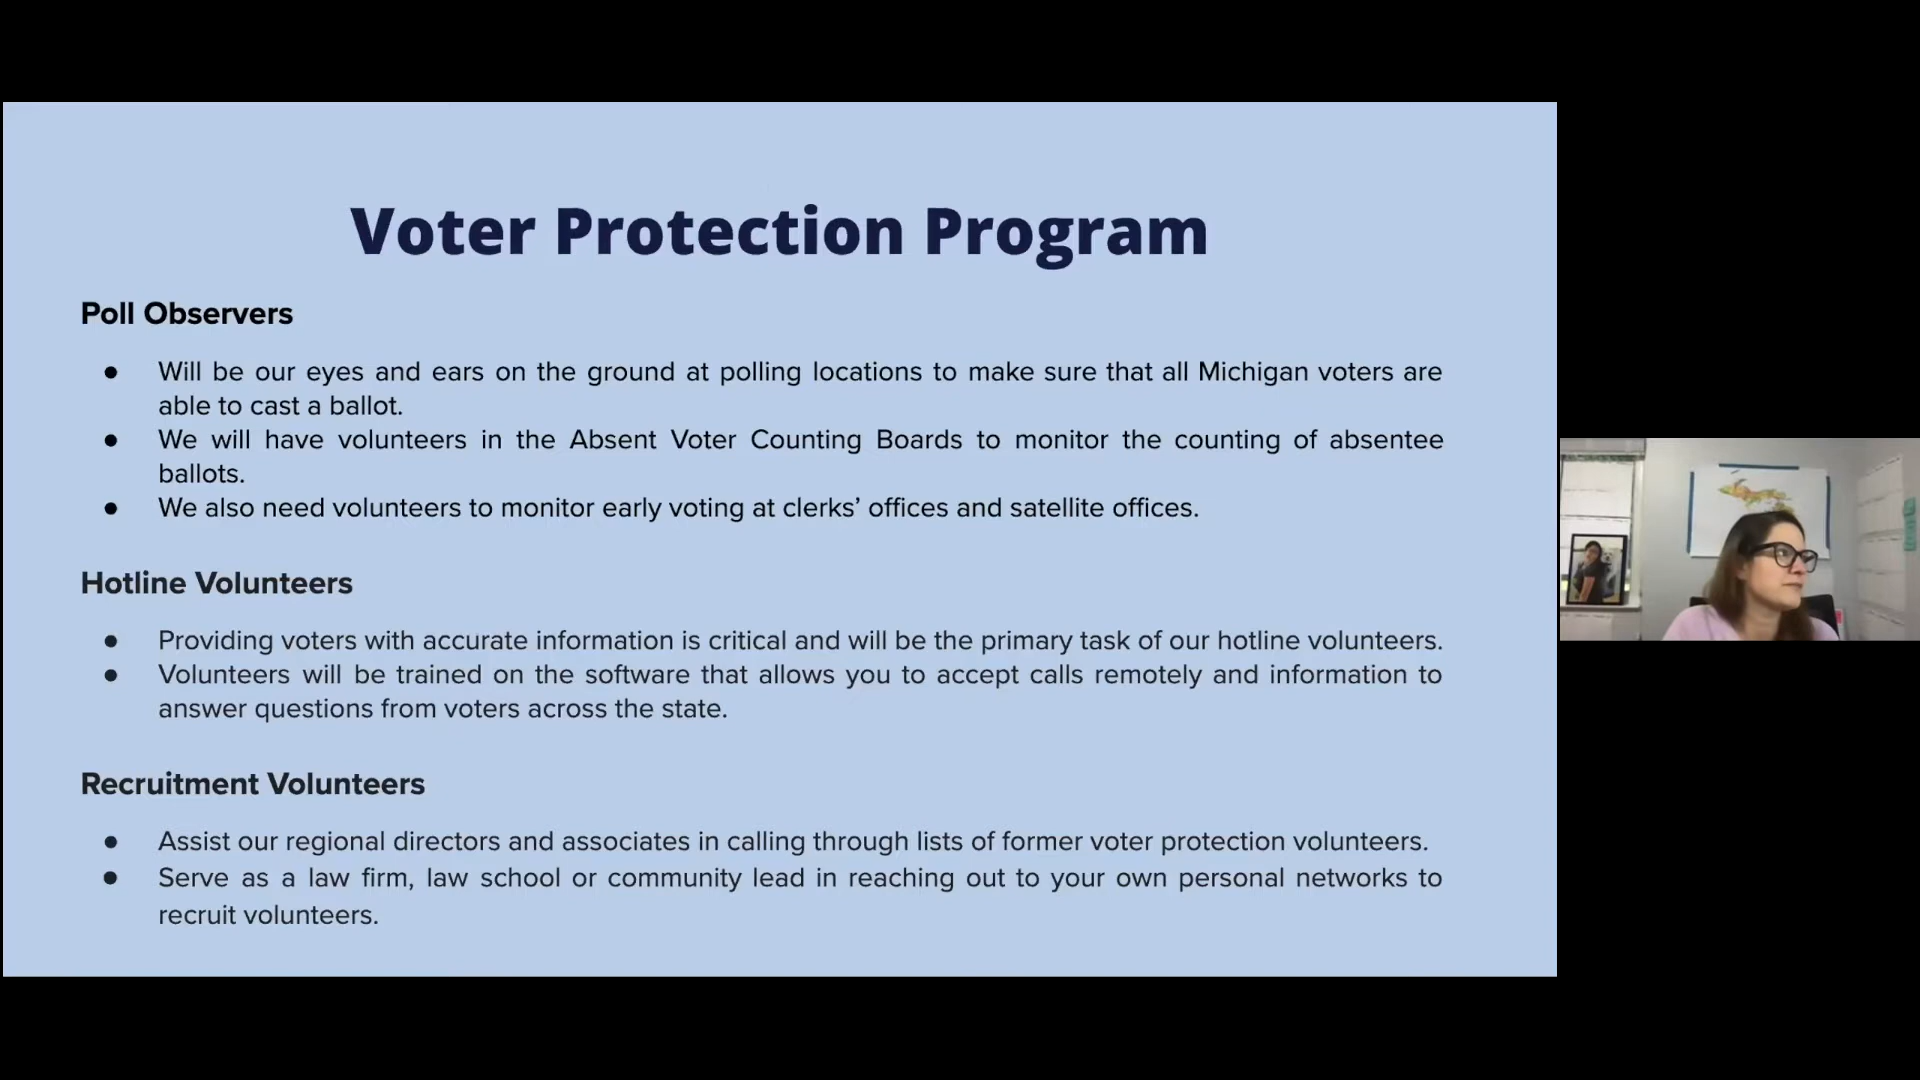 Voter Protection Program
Poll Observers
● Will be our eyes and ears on the ground at polling locations to make sure that all Michigan voters are
able to cast a ballot.
● We will have volunteers in the Absent Voter Counting Boards to monitor the counting of absentee
ballots.
● We also need volunteers to monitor early voting at clerks’ offices and satellite offices.
Hotline Volunteers
● Providing voters with accurate information is critical and will be the primary task of our hotline volunteers.
● Volunteers will be trained on the software that allows you to accept calls remotely and information to
answer questions from voters across the state.
Recruitment Volunteers
● Assist our regional directors and associates in calling through lists of former voter protection volunteers.
● Serve as a law firm, law school or community lead in reaching out to your own personal networks to
recruit volunteers.